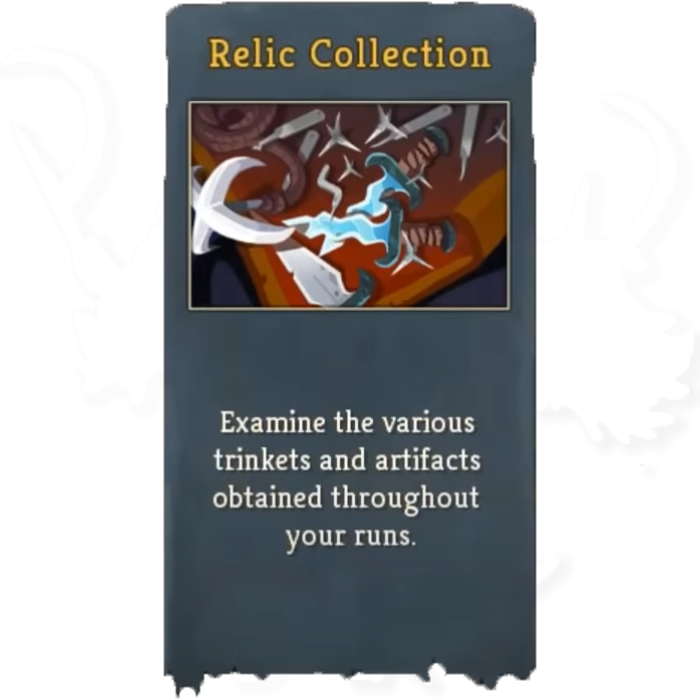 Relic Collection
Examine the various
trinkets and artifacts
obtained throughout
your runs.